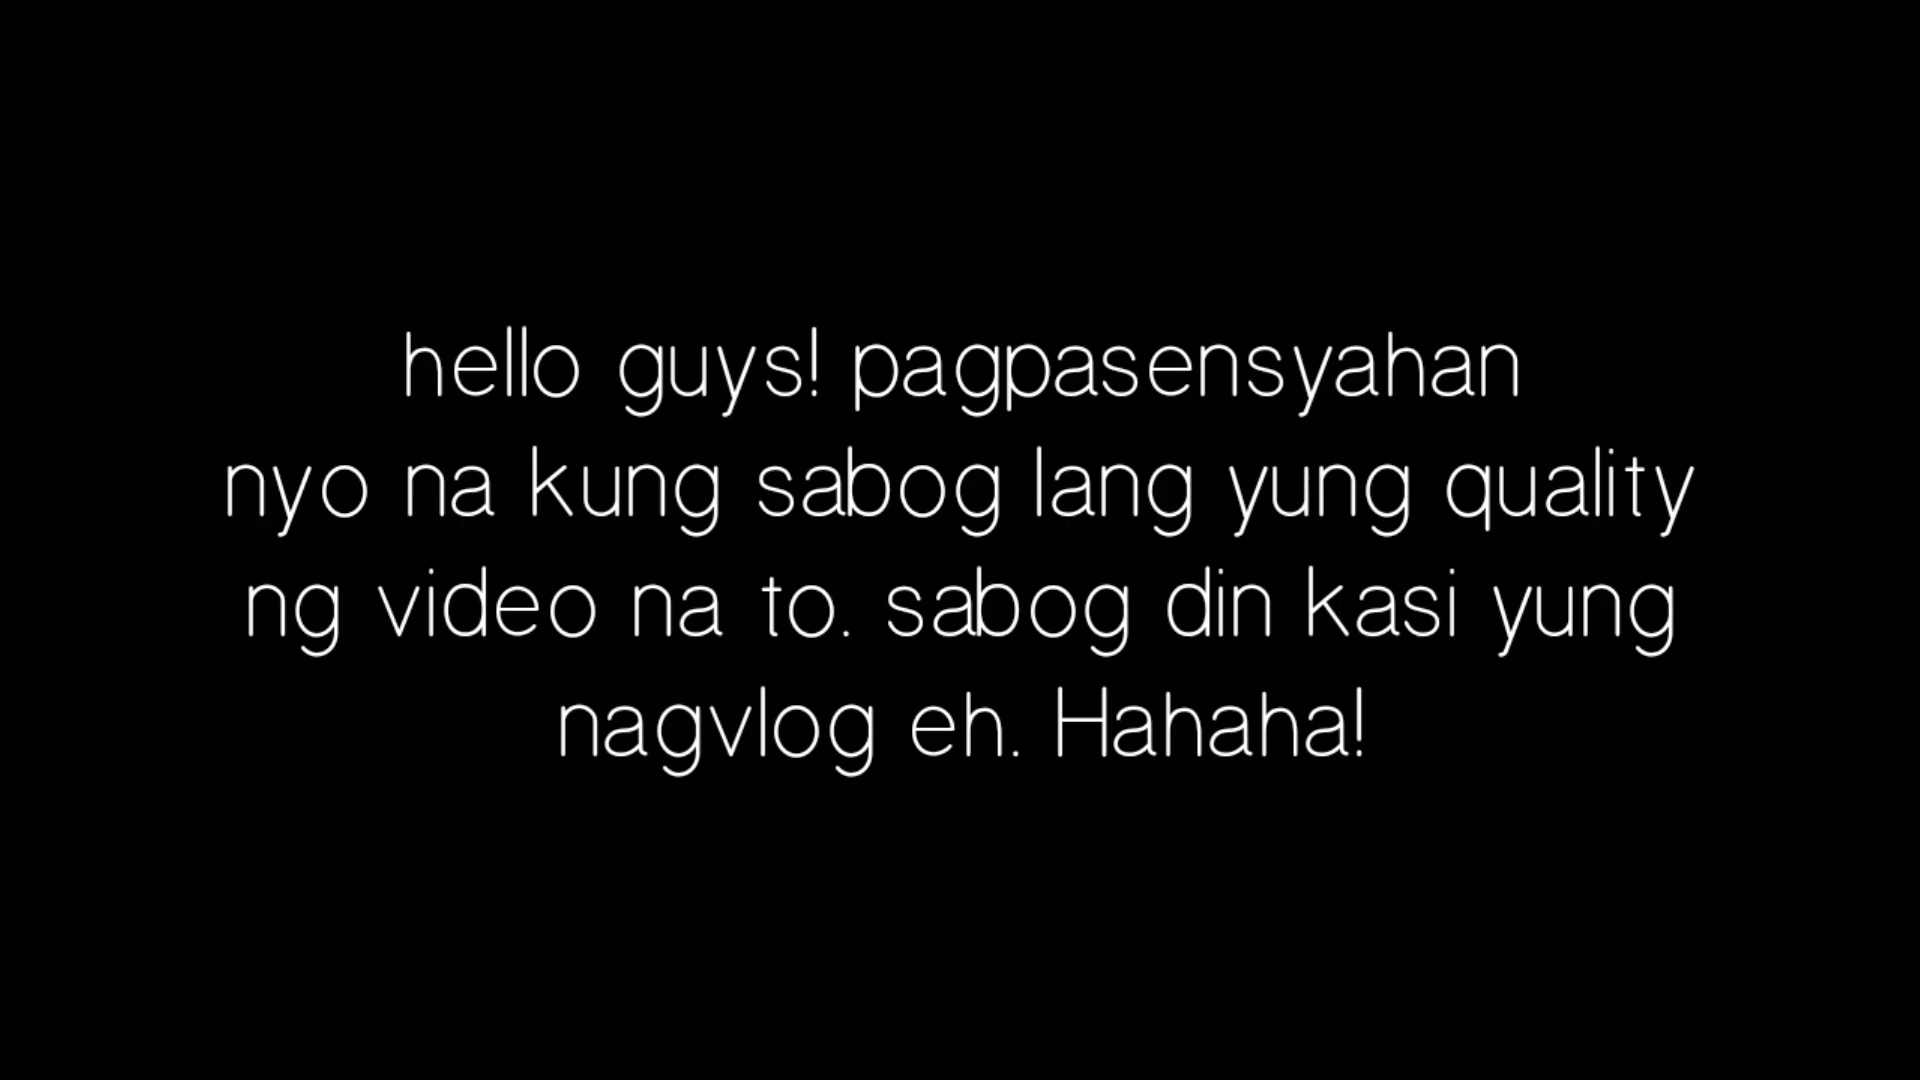 hello guys! pagpasensyahan
nyo na kung sabog lang yung quality
ng video na to. sabog din kasi yung
nagvlog eh. Hahaha!